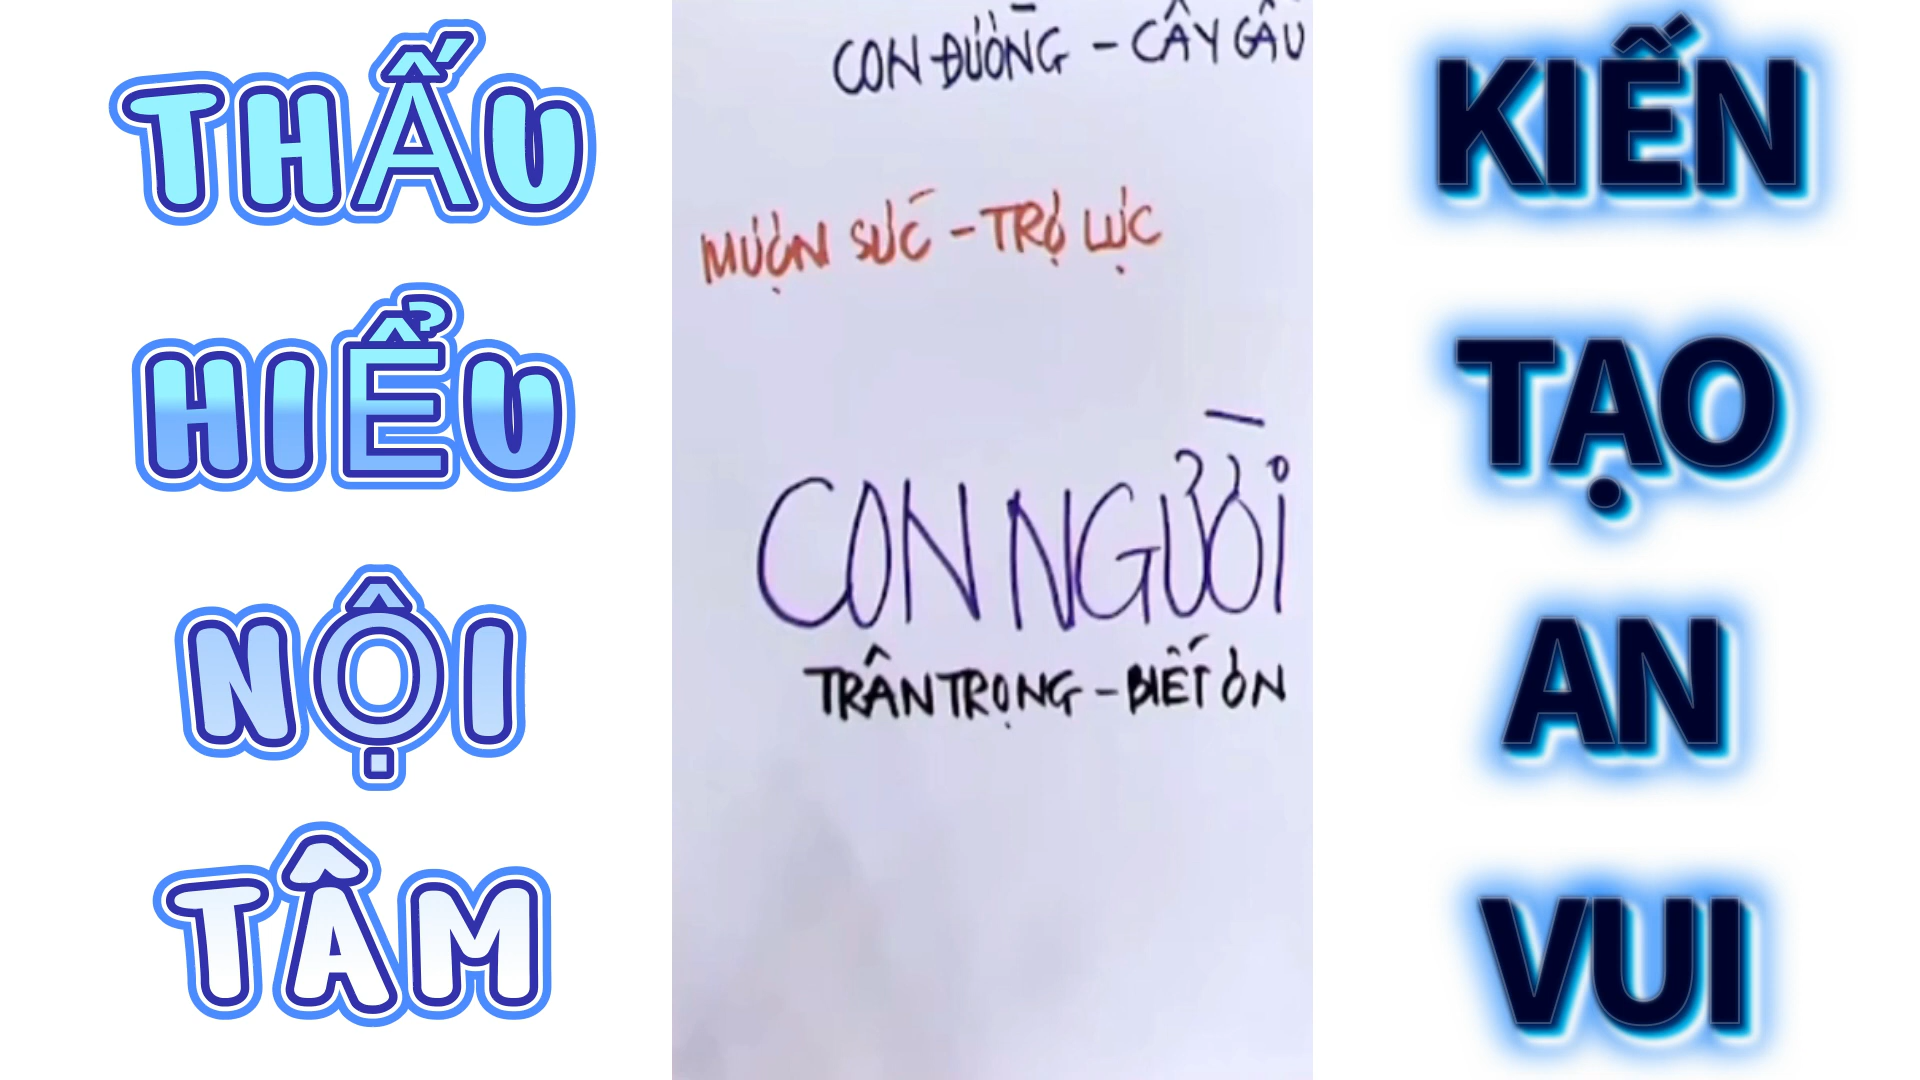 THẤU
HIỂU
NỘI
TÂM
CON ĐƯỜNG - CÂY CẦU
MƯỢN SỨC - TRỢ LỰC
CON NGƯỜI
TRÂN TRỌNG - BIẾT ƠN
KIẾN
TẠO
AN
VUI